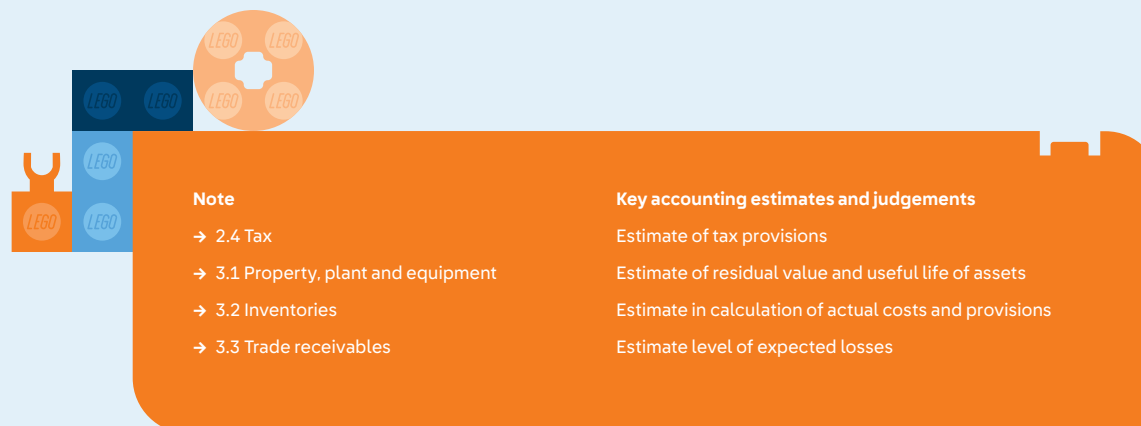 LEGO LEGO
LEGO LEGO LEGO LEGO
LEGO
LEGO LEGO
Note Key accounting estimates and judgements
→ 2.4 Tax Estimate of tax provisions
→ 3.1 Property, plant and equipment Estimate of residual value and useful life of assets
→ 3.2 Inventories Estimate in calculation of actual costs and provisions
→ 3.3 Trade receivables Estimate level of expected losses